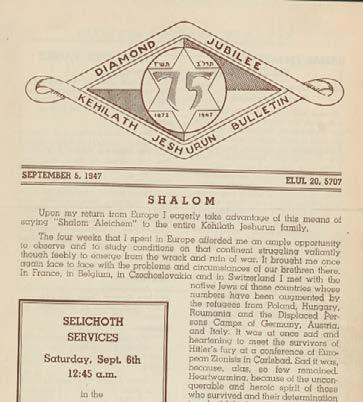 DIAMOND JUBILEE
תרל"ב תש"ז
75
1872 1947
KEHILATH JESHURUN BULLETIN
SEPTEMBER 5, 1947 ELUL 20, 5707
SHALOM
Upon my return from Europe I eagerly take advantage of this means of
saying "Shalom Aleichem" to the entire Kehilath Jeshurun family.
The four weeks that I spent in Europe afforded me an ample opportunity
to observe and to study conditions on that continent struggling valiantly
though feebly to emerge from the wrack and ruin of war. It brought me once
again face to face with the problems and circumstances of our brethren there.
In France, in Belgium, in Czechoslovakia and in Switzerland I met with the
native Jews of those countries whose
numbers have been augmented by
the refugees from Poland, Hungary,
Roumania and the Displaced Per-
sons Camps of Germany, Austria,
and Italy. It was at once sad and
heartening to meet the survivors of
Hitler's fury at a conference of Euro-
pean Zionists in Carlsbad. Sad it was,
because, alas, so few remained.
Heartwarming, because of the uncon-
querable and heroic spirit of those
who survived and their determination
SELICHOTH
SERVICES
Saturday, Sept. 6th
12:45 a.m.
in the